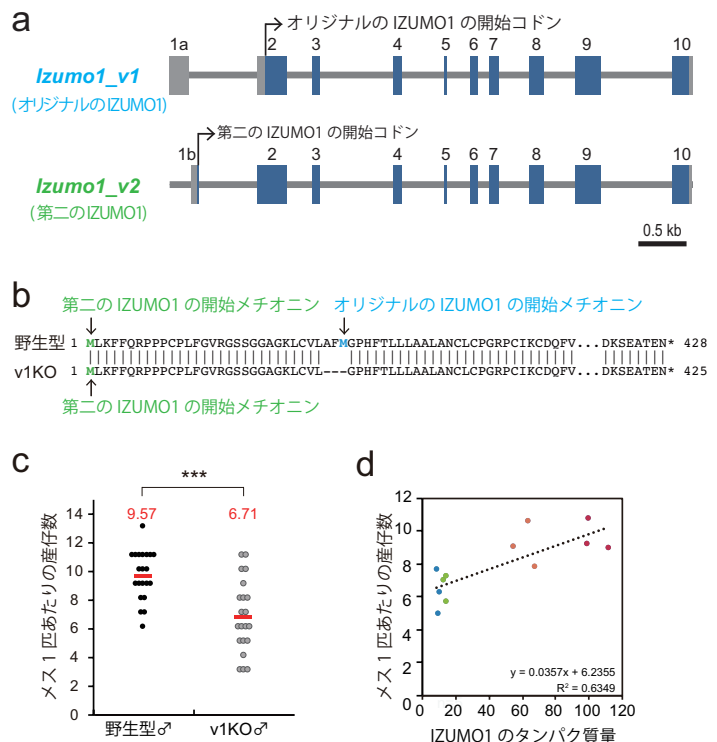 a
オリジナルの IZUMO1 の開始コドン
1a 2 3 4 5 6 7 8 9 10
Izumo1_v1
(オリジナルのIZUMO1)
第二の IZUMO1 の開始コドン
1b 2 3 4 5 6 7 8 9 10
Izumo1_v2
(第二のIZUMO1)
0.5 kb
b
第二の IZUMO1 の開始メチオニン オリジナルの IZUMO1 の開始メチオニン
野生型 1 MLKFFQRPPPCPLFGVRGSSGGAGKLCVLAFMGPHFTLLLAALANCLCPGRPCIKCDQFV...DKSEATEN* 428
v1KO 1 MLKFFQRPPPCPLFGVRGSSGGAGKLCVL---GPHFTLLLAALANCLCPGRPCIKCDQFV...DKSEATEN* 425
第二の IZUMO1 の開始メチオニン
c
***
9.57 6.71
メス 1 匹あたりの産仔数
14
12
10
8
6
4
2
0
野生型♂ v1KO♂
d
メス 1 匹あたりの産仔数
12
10
8
6
4
2
0
y = 0.0357x + 6.2355
R² = 0.6349
0 20 40 60 80 100 120
IZUMO1 のタンパク質量